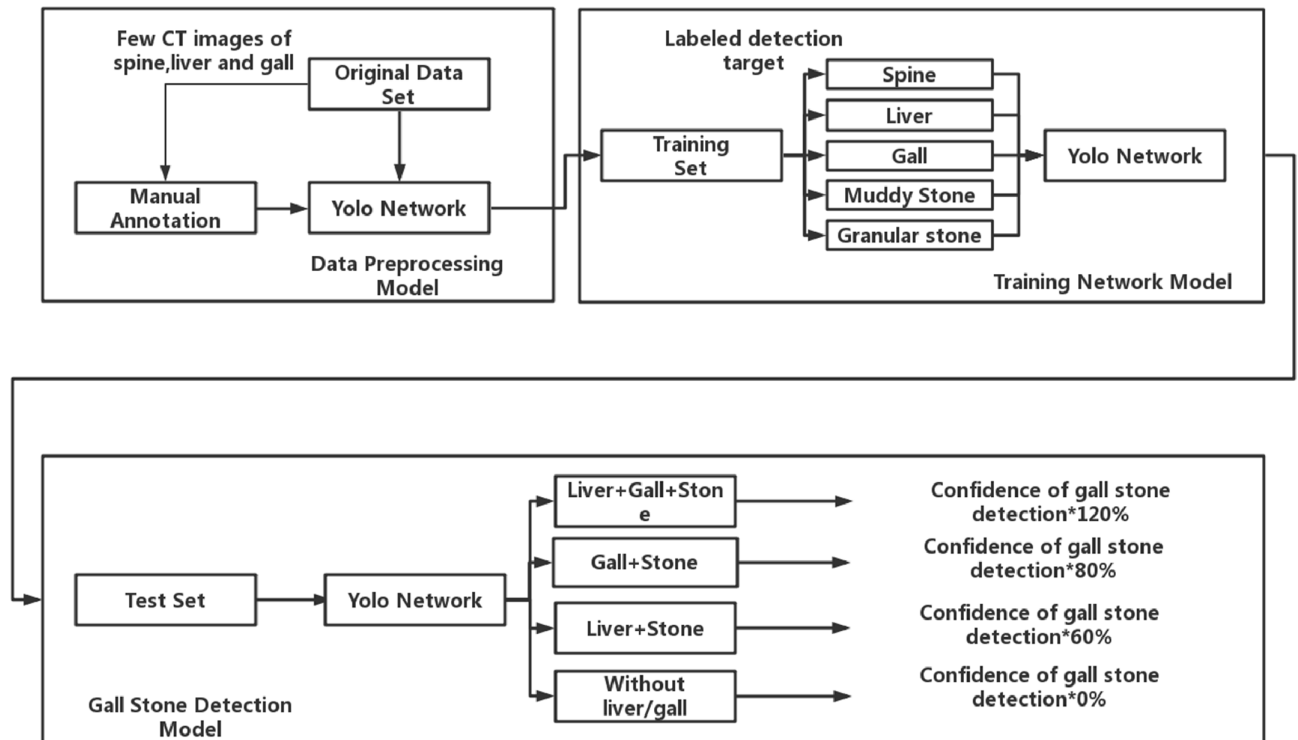 Few CT images of
spine,liver and gall
Original Data
Set
Manual
Annotation
Yolo Network
Data Preprocessing
Model
Labeled detection
target
Training
Set
Spine
Liver
Gall
Muddy Stone
Granular stone
Yolo Network
Training Network Model
Test Set
Yolo Network
Liver+Gall+Ston
e
Confidence of gall stone
detection*120%
Gall+Stone
Confidence of gall stone
detection*80%
Liver+Stone
Confidence of gall stone
detection*60%
Without
liver/gall
Confidence of gall stone
detection*0%
Gall Stone Detection
Model